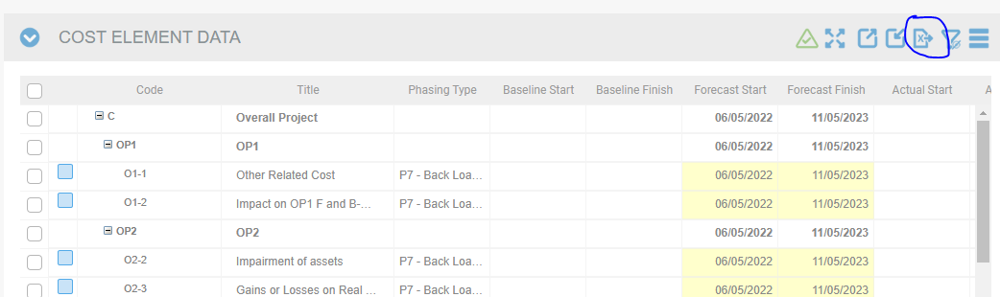 COST ELEMENT DATA
Code Title Phasing Type Baseline Start Baseline Finish Forecast Start Forecast Finish Actual Start A
C Overall Project 06/05/2022 11/05/2023
OP1 OP1 06/05/2022 11/05/2023
O1-1 Other Related Cost P7 - Back Loa... 06/05/2022 11/05/2023
O1-2 Impact on OP1 F and B-... P7 - Back Loa... 06/05/2022 11/05/2023
OP2 OP2 06/05/2022 11/05/2023
O2-2 Impairment of assets P7 - Back Loa... 06/05/2022 11/05/2023
O2-3 Gains or Losses on Real ... P7 - Back Loa... 06/05/2022 11/05/2023